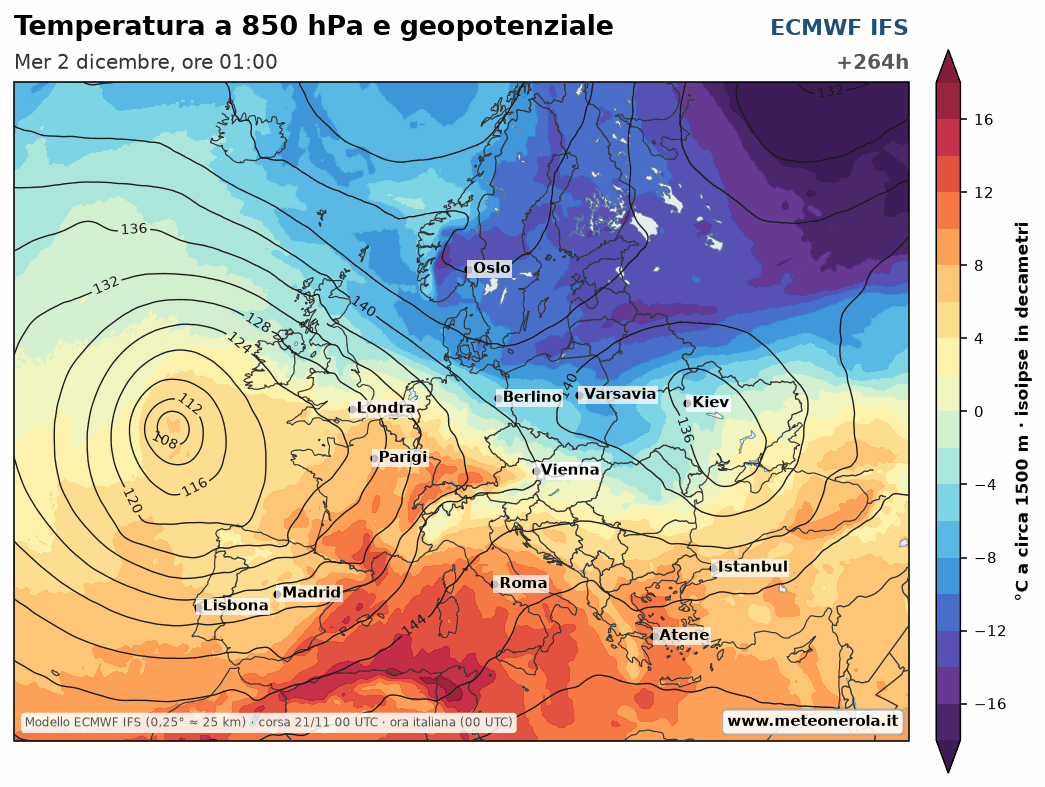 Temperatura a 850 hPa e geopotenziale
ECMWF IFS
Mer 2 dicembre, ore 01:00
+264h
132
136
132
140
128
124
112
108
116
120
140
136
144
Oslo
Berlino
Varsavia
Kiev
Londra
Parigi
Vienna
Istanbul
Roma
Madrid
Lisbona
Atene
16
12
8
4
0
−4
−8
−12
−16
°C a circa 1500 m · isoipse in decametri
Modello ECMWF IFS (0,25° ≈ 25 km) · corsa 21/11 00 UTC · ora italiana (00 UTC)
www.meteonerola.it